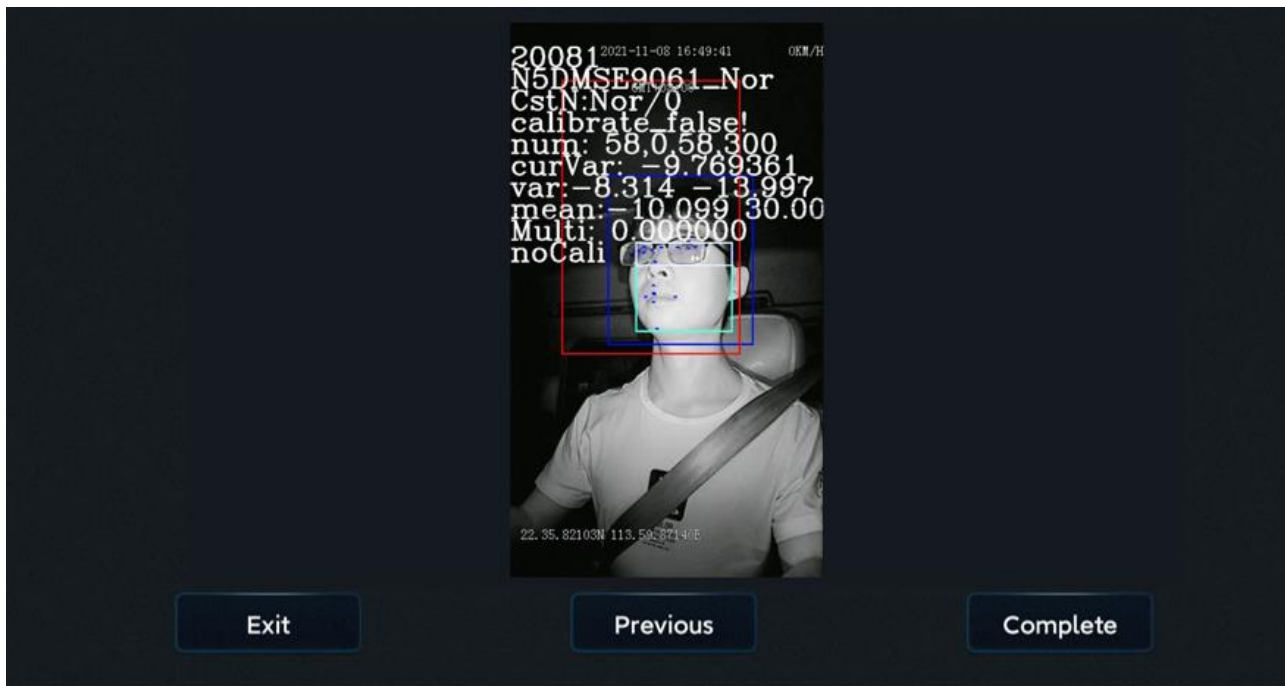 2021-11-08 16:49:41 0KM/H
20081
N5DMSE9061_Nor
CstN:Nor/0
calibrate_false!
num: 58,0,58,300
curVar: -9.769361
var:-8.314 -13.997
mean:-10.099 30.00
Multi: 0.000000
noCali
22.35.82103N 113.59.87140E
Exit
Previous
Complete